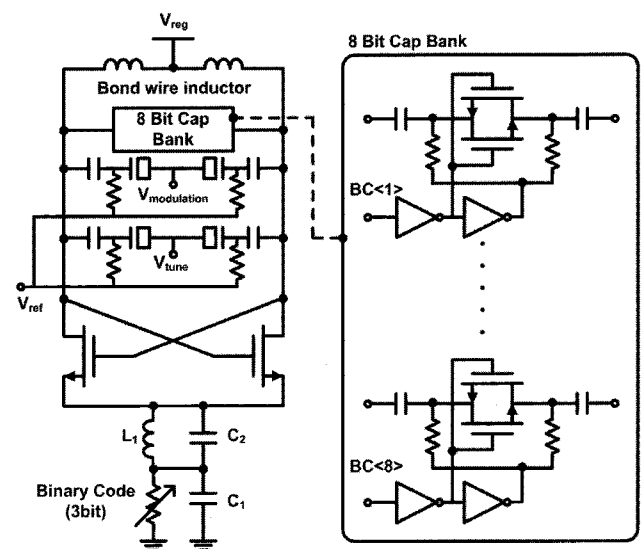 Vreg
Bond wire inductor
8 Bit Cap
Bank
Vmodulation
Vtune
Vref
L1
C2
Binary Code
(3bit)
C1
8 Bit Cap Bank
BC<1>
BC<8>